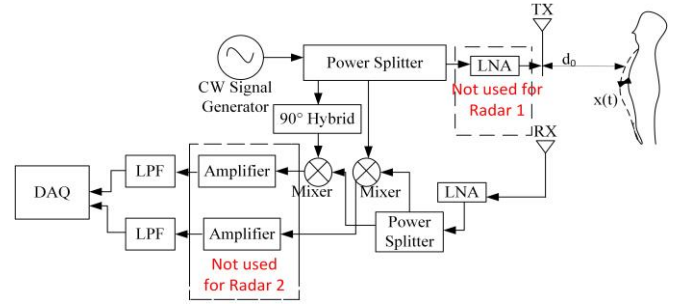 TX
Power Splitter
LNA
d₀
CW Signal
Generator
Not used for
Radar 1
x(t)
90° Hybrid
RX
LPF
Amplifier
Mixer
Mixer
DAQ
LNA
Power
Splitter
LPF
Amplifier
Not used
for Radar 2